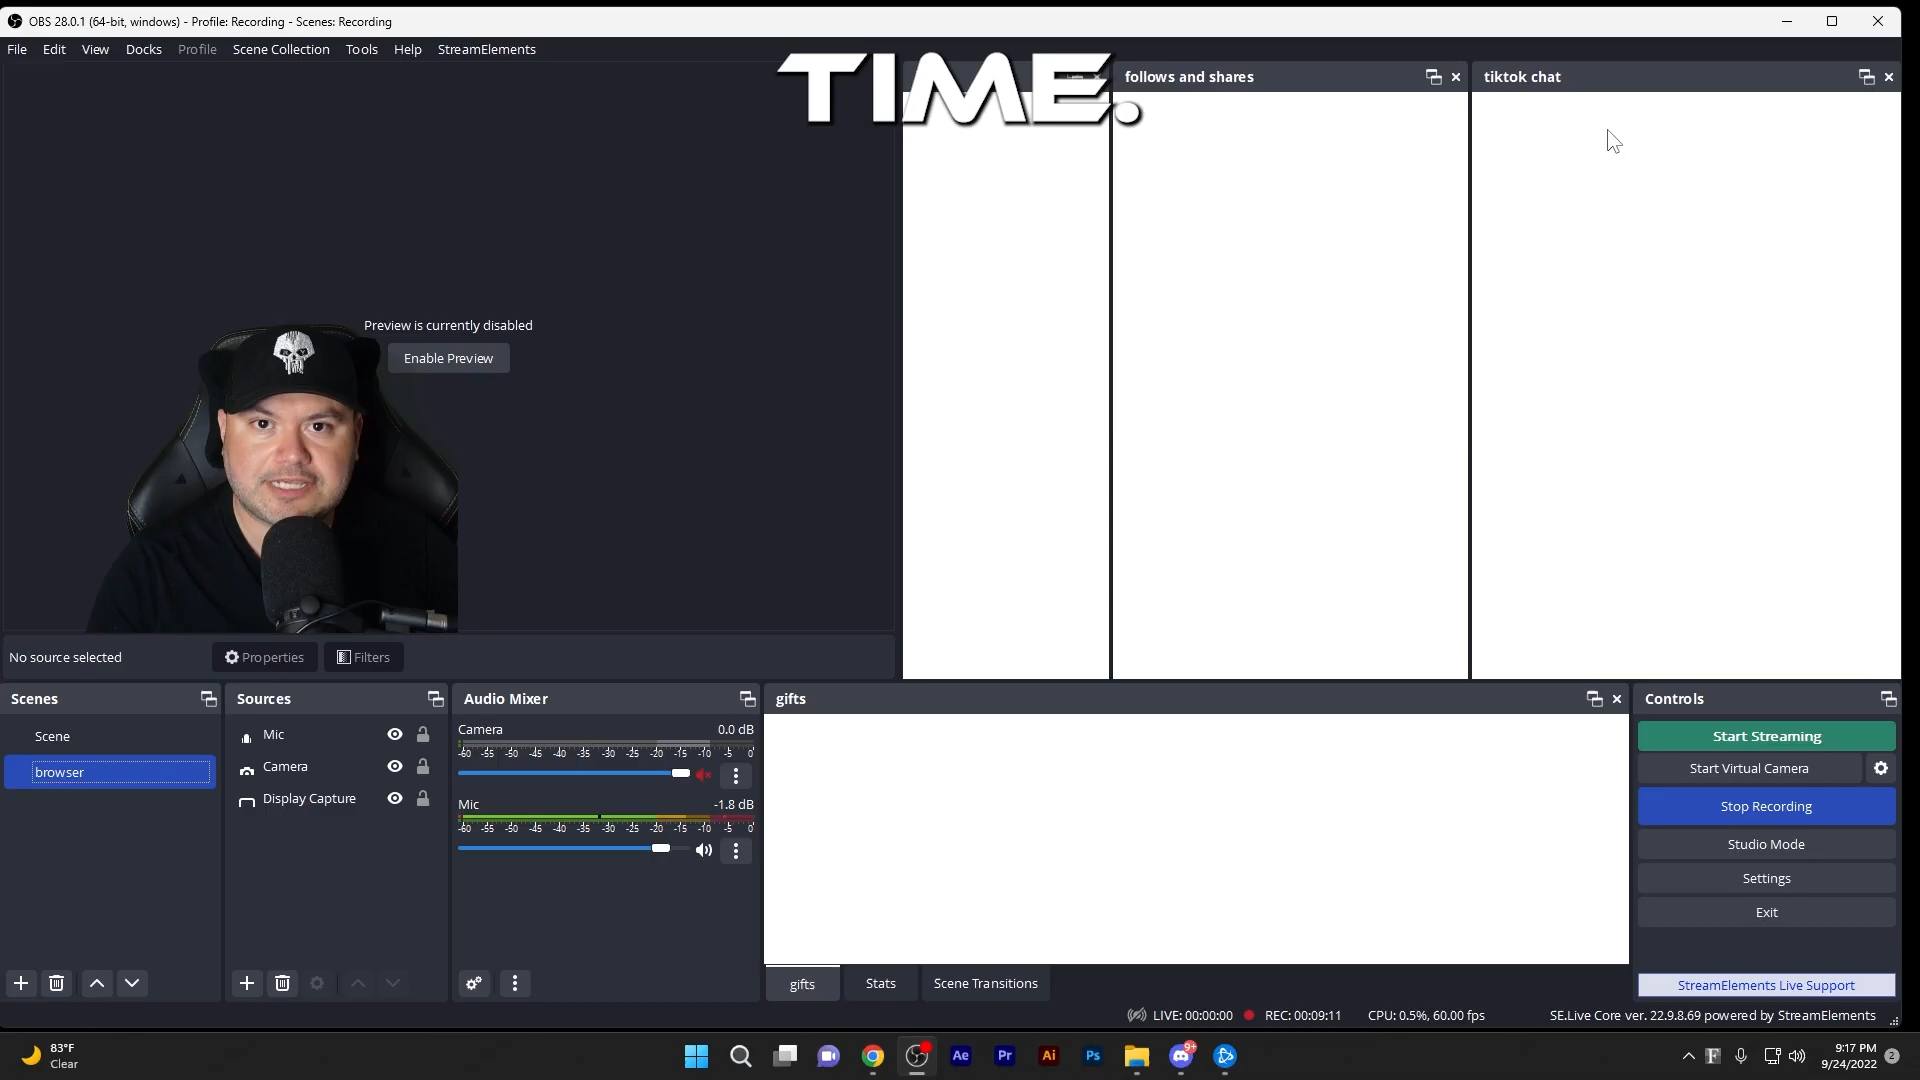 OBS 28.0.1 (64-bit, windows) - Profile: Recording - Scenes: Recording
File Edit View Docks Profile Scene Collection Tools Help StreamElements
TIME.
follows and shares
tiktok chat
Preview is currently disabled
Enable Preview
No source selected
Properties
Filters
Scenes
Scene
browser
Sources
Mic
Camera
Display Capture
Audio Mixer
Camera 0.0 dB
-60 -55 -50 -45 -40 -35 -30 -25 -20 -15 -10 -5 0
Mic -1.8 dB
-60 -55 -50 -45 -40 -35 -30 -25 -20 -15 -10 -5 0
gifts
gifts
Stats
Scene Transitions
Controls
Start Streaming
Start Virtual Camera
Stop Recording
Studio Mode
Settings
Exit
StreamElements Live Support
LIVE: 00:00:00 REC: 00:09:11 CPU: 0.5%, 60.00 fps SE.Live Core ver. 22.9.8.69 powered by StreamElements
83°F
Clear
Ae
Pr
Ai
Ps
9+
F
9:17 PM
9/24/2022
2